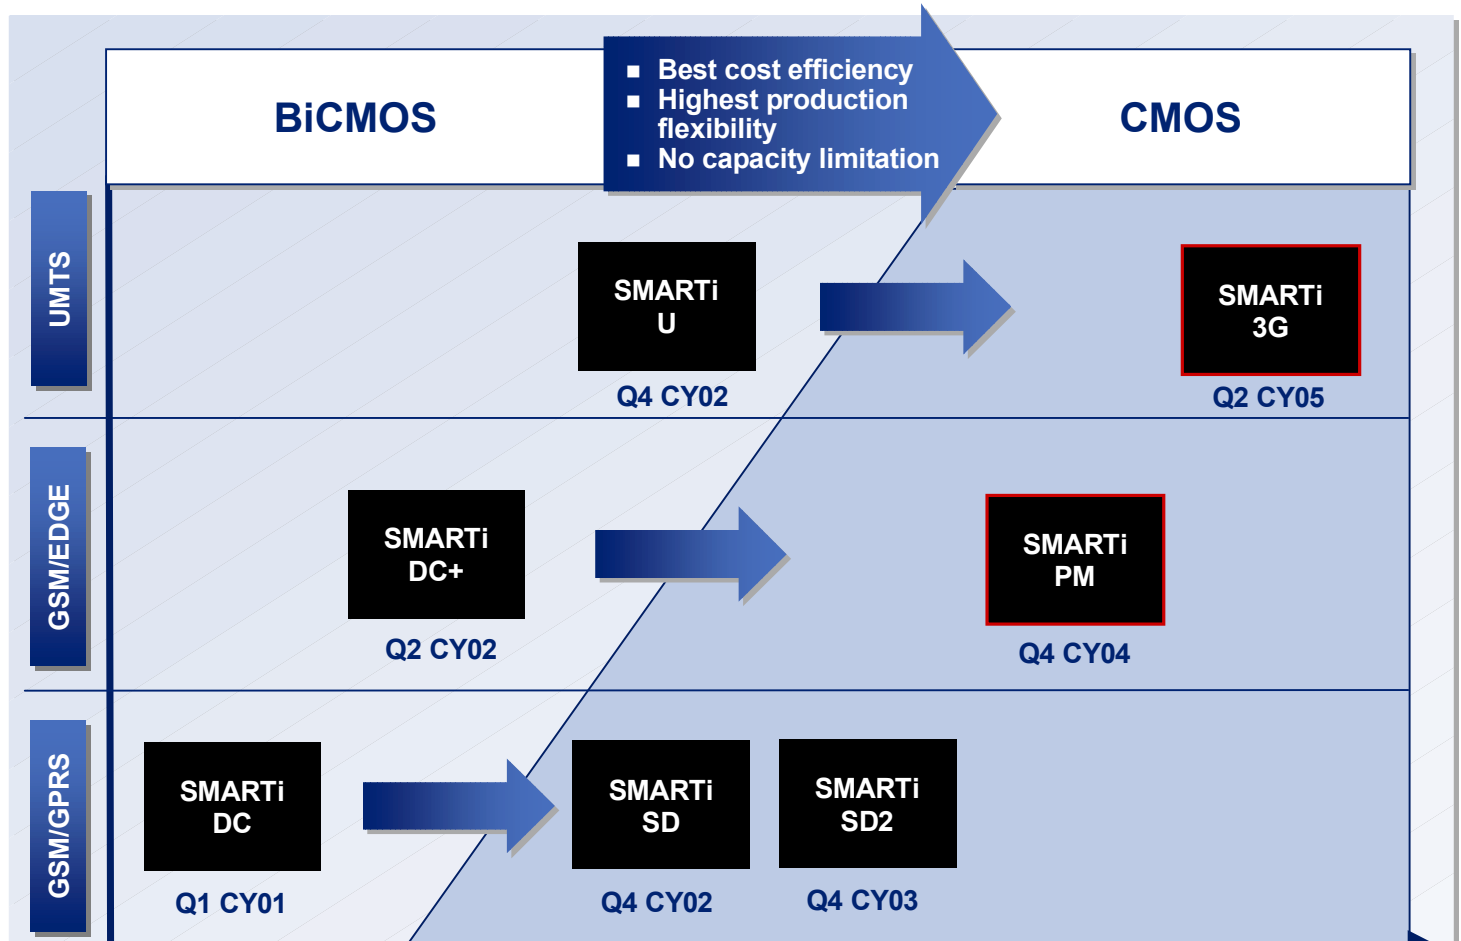 BiCMOS
Best cost efficiency
Highest production
flexibility
No capacity limitation
CMOS
UMTS
SMARTi
U
Q4 CY02
SMARTi
3G
Q2 CY05
GSM/EDGE
SMARTi
DC+
Q2 CY02
SMARTi
PM
Q4 CY04
GSM/GPRS
SMARTi
DC
Q1 CY01
SMARTi
SD
Q4 CY02
SMARTi
SD2
Q4 CY03